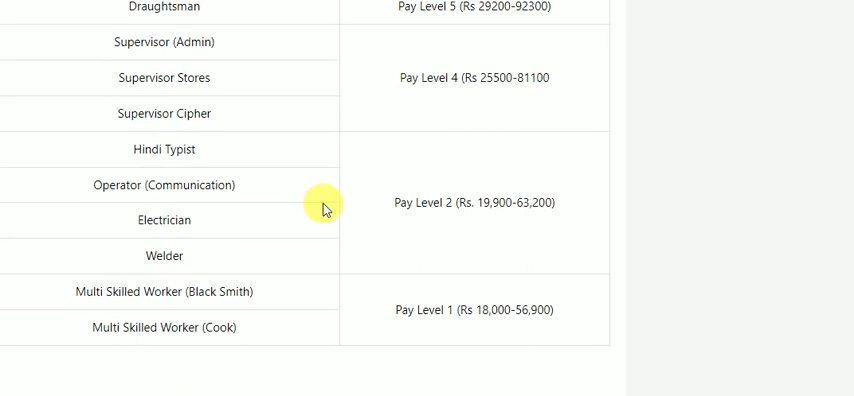 Draughtsman
Pay Level 5 (Rs 29200-92300)
Supervisor (Admin)
Supervisor Stores
Supervisor Cipher
Pay Level 4 (Rs 25500-81100
Hindi Typist
Operator (Communication)
Electrician
Welder
Pay Level 2 (Rs. 19,900-63,200)
Multi Skilled Worker (Black Smith)
Multi Skilled Worker (Cook)
Pay Level 1 (Rs 18,000-56,900)